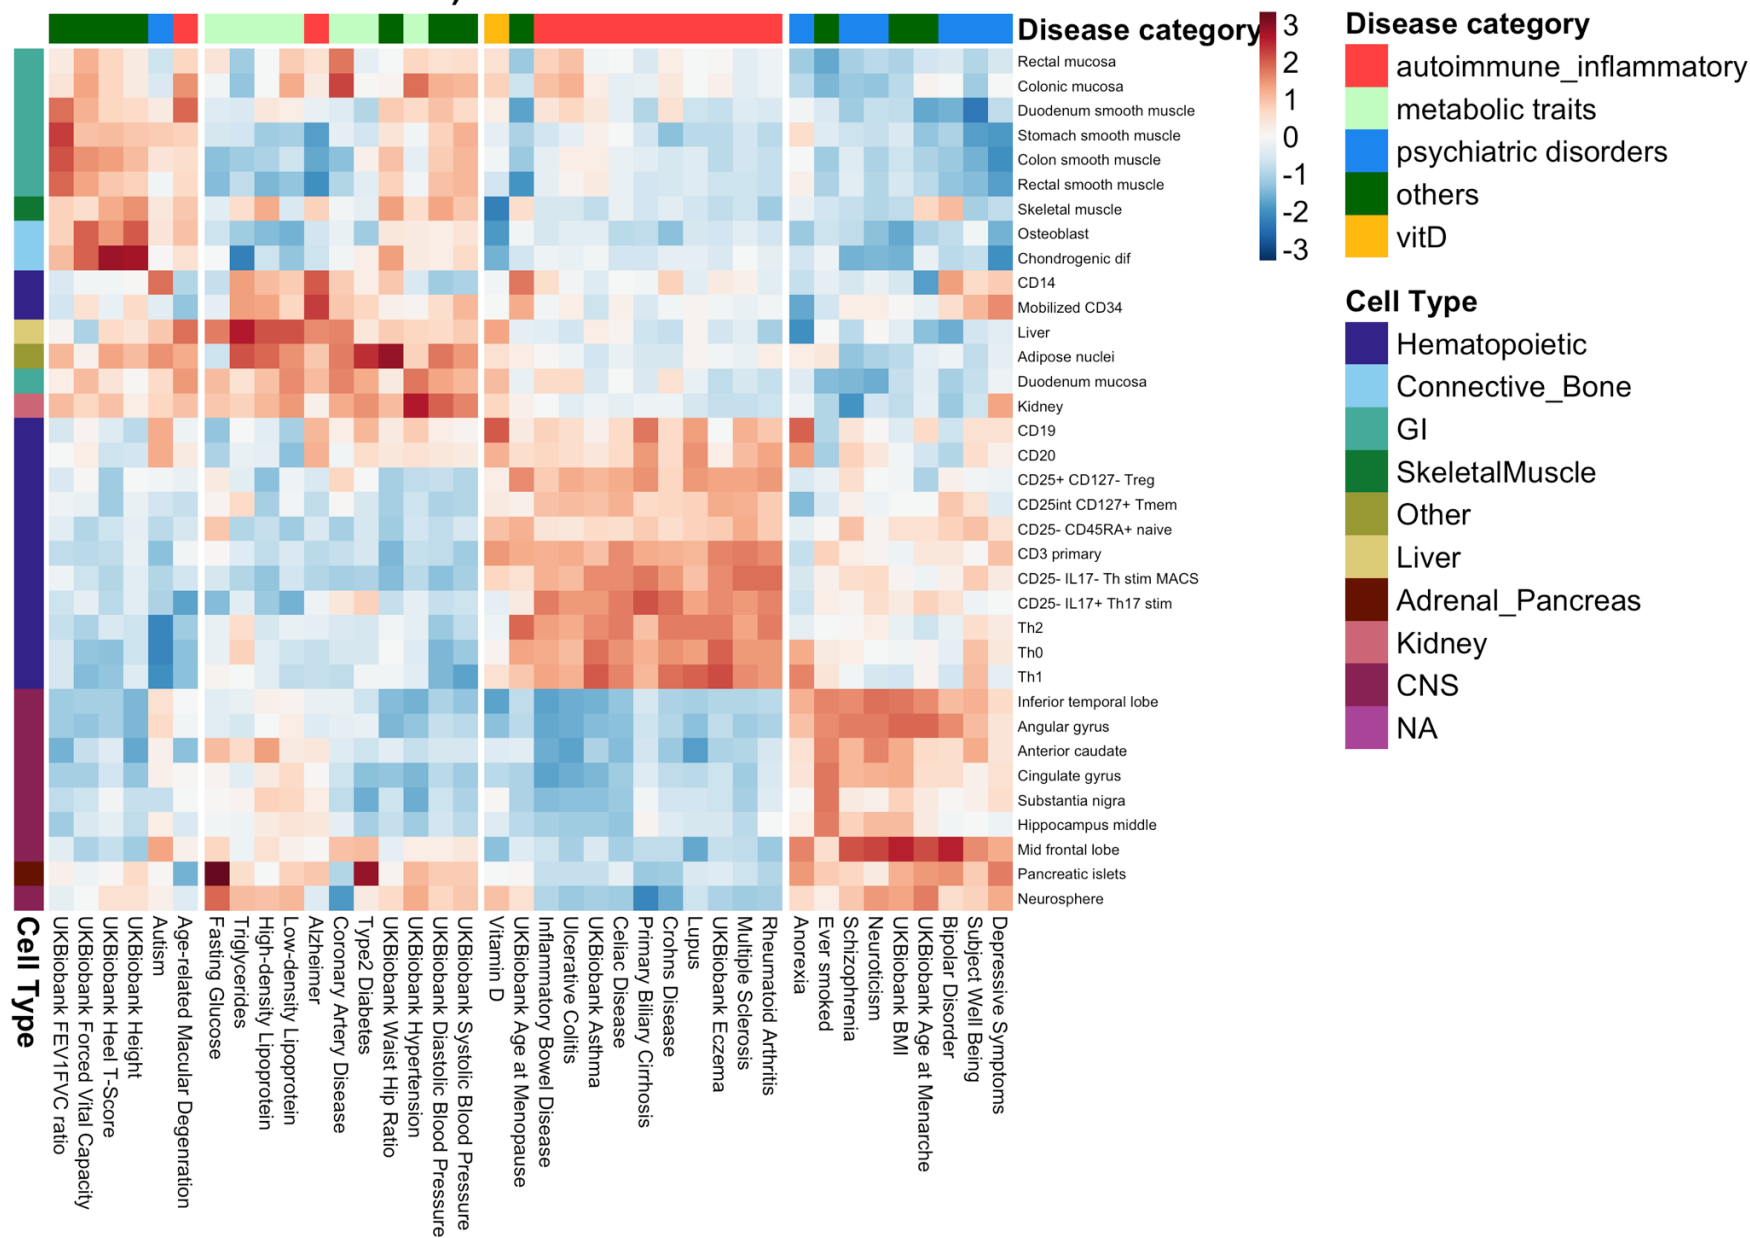 Disease category
Rectal mucosa
Colonic mucosa
Duodenum smooth muscle
Stomach smooth muscle
Colon smooth muscle
Rectal smooth muscle
Skeletal muscle
Osteoblast
Chondrogenic dif
CD14
Mobilized CD34
Liver
Adipose nuclei
Duodenum mucosa
Kidney
CD19
CD20
CD25+ CD127- Treg
CD25int CD127+ Tmem
CD25- CD45RA+ naive
CD3 primary
CD25- IL17- Th stim MACS
CD25- IL17+ Th17 stim
Th2
Th0
Th1
Inferior temporal lobe
Angular gyrus
Anterior caudate
Cingulate gyrus
Substantia nigra
Hippocampus middle
Mid frontal lobe
Pancreatic islets
Neurosphere
3
2
1
0
-1
-2
-3
Disease category
autoimmune_inflammatory
metabolic traits
psychiatric disorders
others
vitD
Cell Type
Hematopoietic
Connective_Bone
GI
SkeletalMuscle
Other
Liver
Adrenal_Pancreas
Kidney
CNS
NA
Cell Type
UKBiobank FEV1FVC ratio
UKBiobank Forced Vital Capacity
UKBiobank Heel T-Score
UKBiobank Height
Autism
Age-related Macular Degenration
Fasting Glucose
Triglycerides
High-density Lipoprotein
Low-density Lipoprotein
Alzheimer
Coronary Artery Disease
Type2 Diabetes
UKBiobank Waist Hip Ratio
UKBiobank Hypertension
UKBiobank Diastolic Blood Pressure
UKBiobank Systolic Blood Pressure
Vitamin D
UKBiobank Age at Menopause
Inflammatory Bowel Disease
Ulcerative Colitis
UKBiobank Asthma
Celiac Disease
Primary Biliary Cirrhosis
Crohns Disease
Lupus
UKBiobank Eczema
Multiple Sclerosis
Rheumatoid Arthritis
Anorexia
Ever smoked
Schizophrenia
Neuroticism
UKBiobank BMI
UKBiobank Age at Menarche
Bipolar Disorder
Subject Well Being
Depressive Symptoms